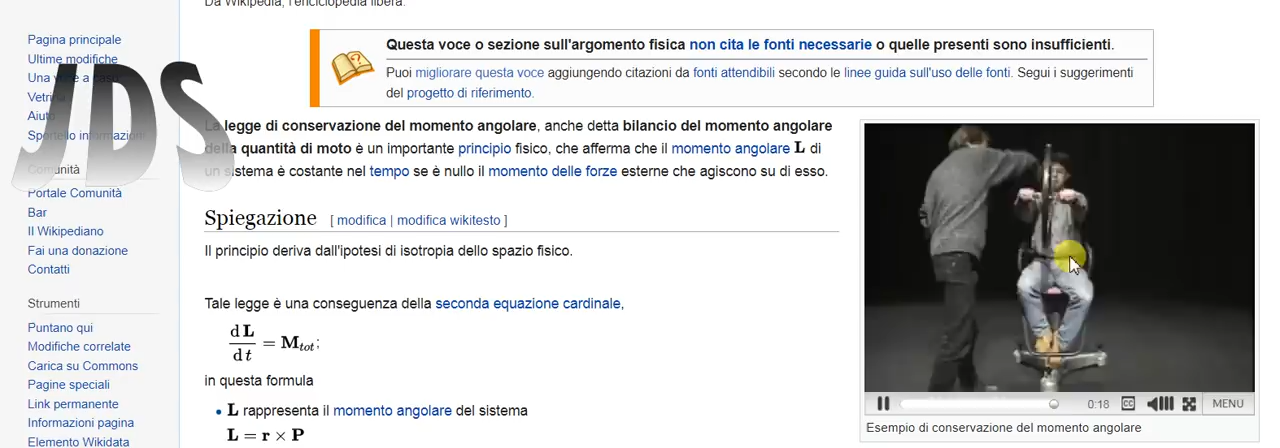 Da Wikipedia, l'enciclopedia libera.
Pagina principale
Ultime modifiche
Una voce a caso
Vetrina
Aiuto
Sportello informazioni
Comunità
Portale Comunità
Bar
Il Wikipediano
Fai una donazione
Contatti
Strumenti
Puntano qui
Modifiche correlate
Carica su Commons
Pagine speciali
Link permanente
Informazioni pagina
Elemento Wikidata
JDS
Questa voce o sezione sull'argomento fisica non cita le fonti necessarie o quelle presenti sono insufficienti.
Puoi migliorare questa voce aggiungendo citazioni da fonti attendibili secondo le linee guida sull'uso delle fonti. Segui i suggerimenti
del progetto di riferimento.
La legge di conservazione del momento angolare, anche detta bilancio del momento angolare
della quantità di moto è un importante principio fisico, che afferma che il momento angolare L di
un sistema è costante nel tempo se è nullo il momento delle forze esterne che agiscono su di esso.
Spiegazione [ modifica | modifica wikitesto ]
Il principio deriva dall'ipotesi di isotropia dello spazio fisico.
Tale legge è una conseguenza della seconda equazione cardinale,
d L / d t = M_tot;
in questa formula
• L rappresenta il momento angolare del sistema
L = r × P
0:18 CC MENU
Esempio di conservazione del momento angolare